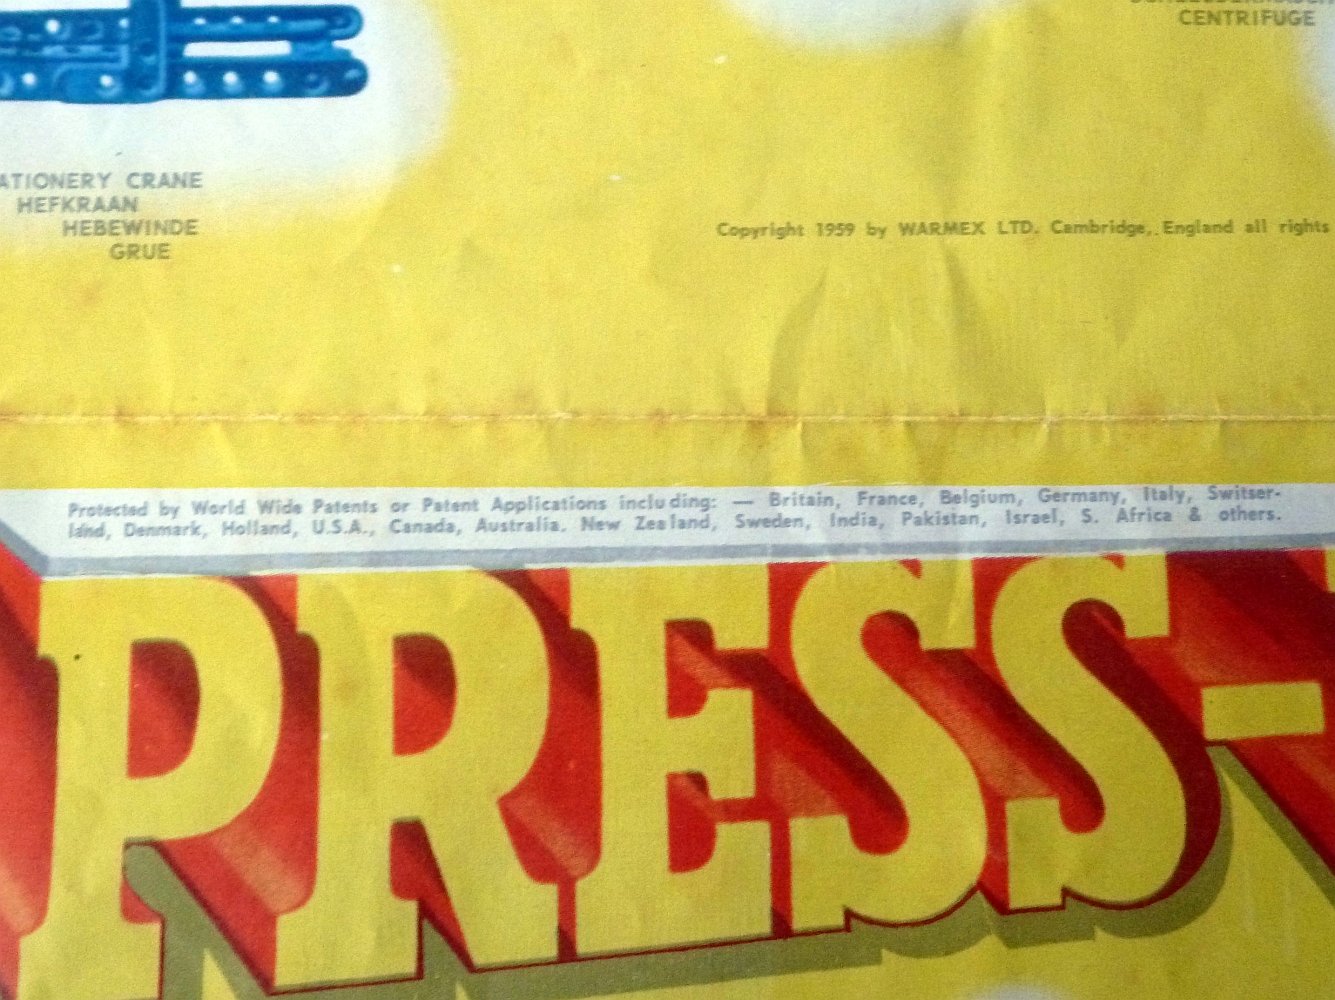 CENTRIFUGE
ATIONERY CRANE
HEFKRAAN
HEBEWINDE
GRUE
Copyright 1959 by WARMEX LTD. Cambridge, England all rights
Protected by World Wide Patents or Patent Applications including: — Britain, France, Belgium, Germany, Italy, Switser-
land, Denmark, Holland, U.S.A., Canada, Australia. New Zealand, Sweden, India, Pakistan, Israel, S. Africa & others.
PRESS-